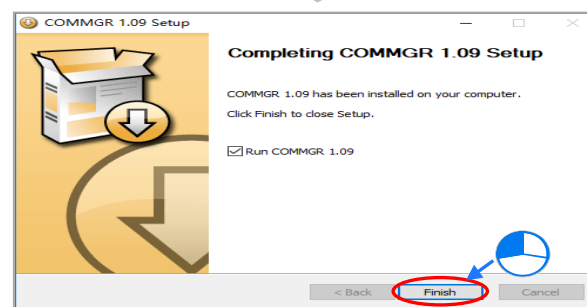 COMMGR 1.09 Setup
Completing COMMGR 1.09 Setup
COMMGR 1.09 has been installed on your computer.
Click Finish to close Setup.
Run COMMGR 1.09
< Back
Finish
Cancel